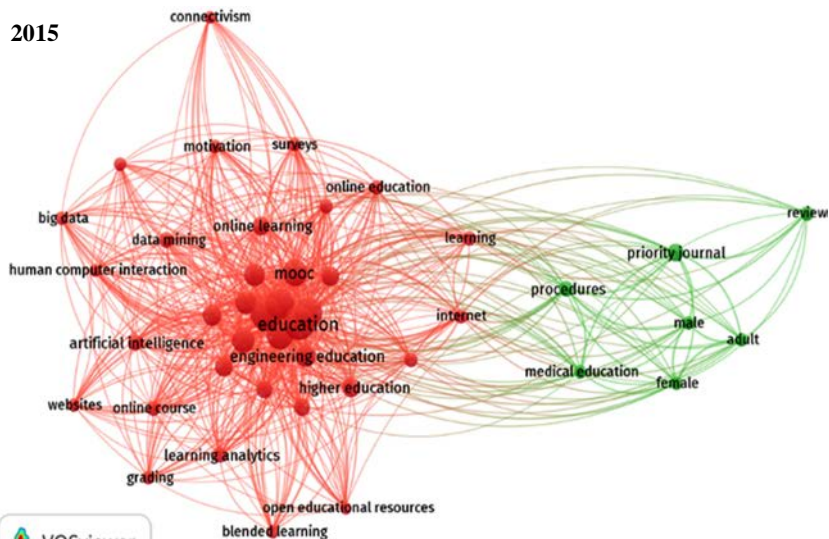 connectivism
2015
motivation
surveys
online education
big data
online learning
data mining
learning
review
priority journal
human computer interaction
mooc
procedures
internet
education
male
artificial intelligence
engineering education
adult
medical education
female
higher education
websites
online course
learning analytics
grading
open educational resources
blended learning